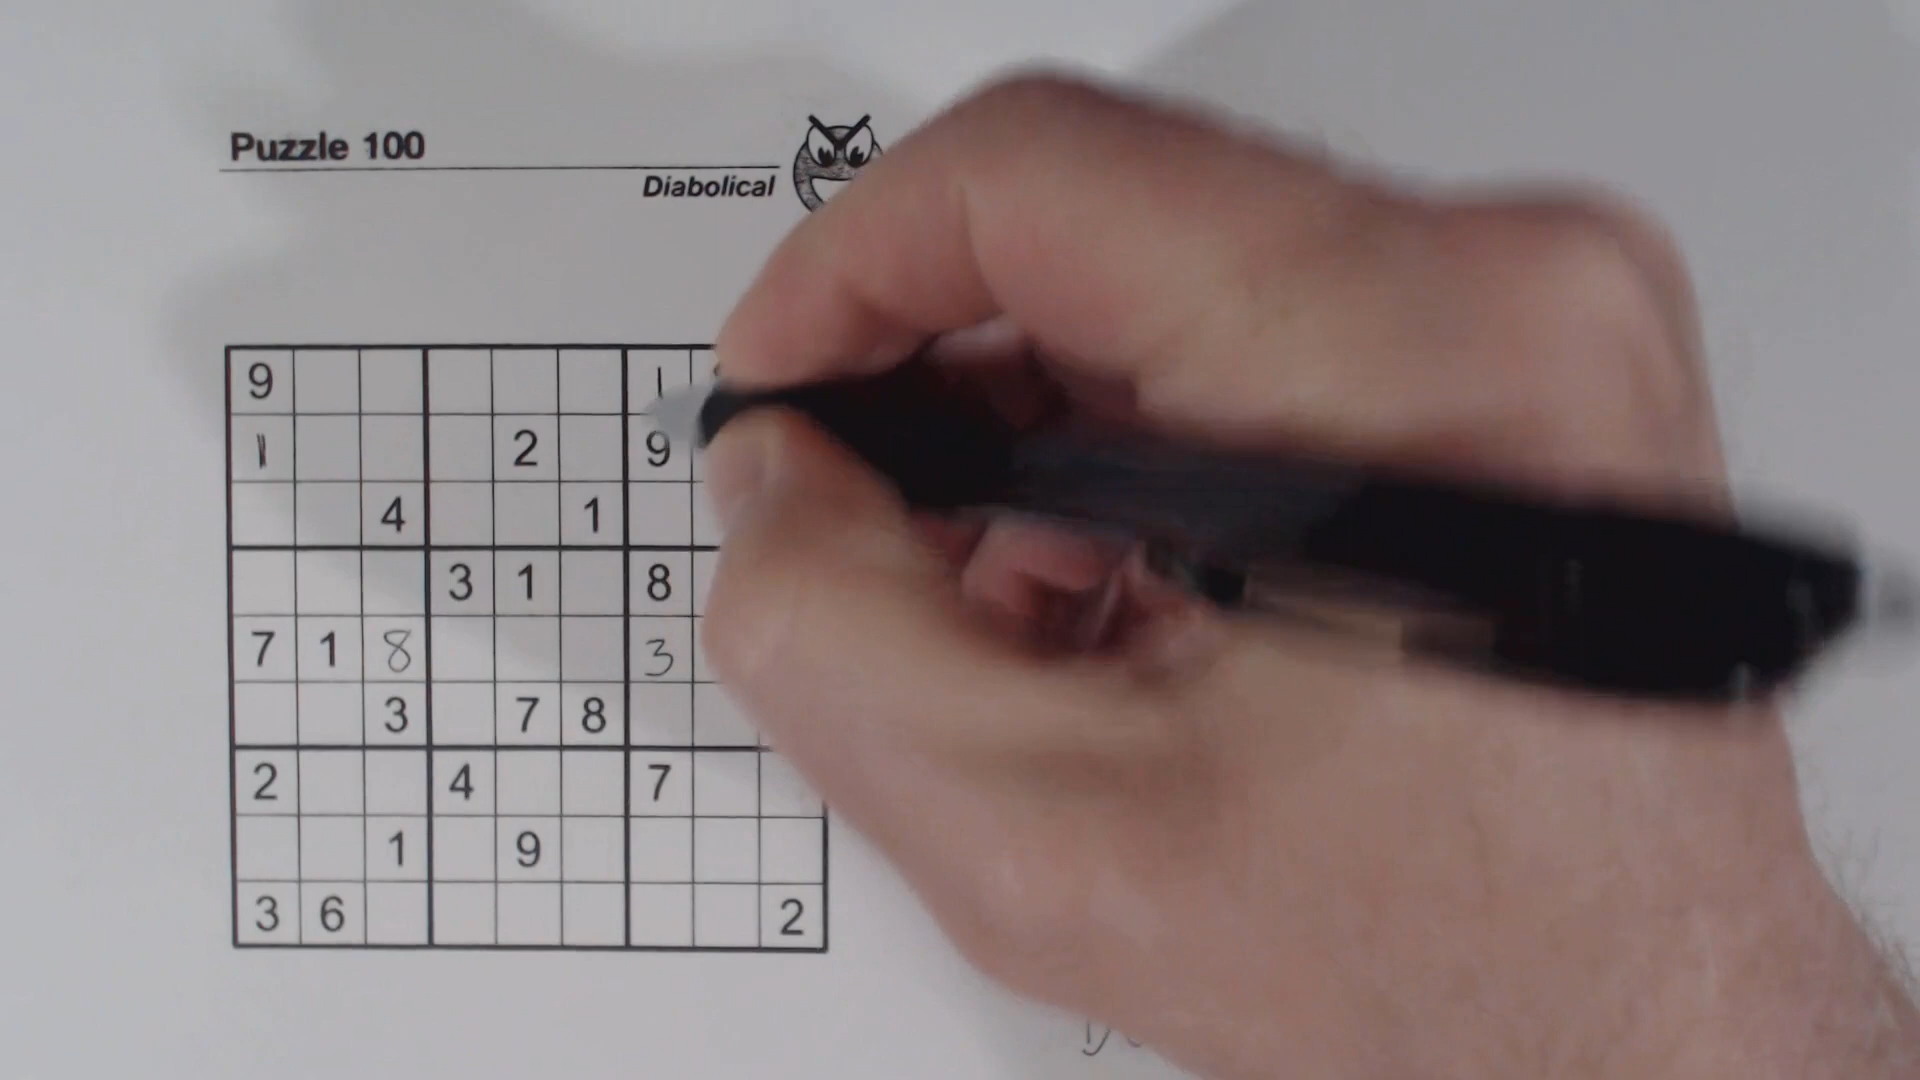 Puzzle 100
Diabolical
9 1
1 2 9
4 1
3 1 8
7 1 8 3
3 7 8
2 4 7
1 9
3 6 2